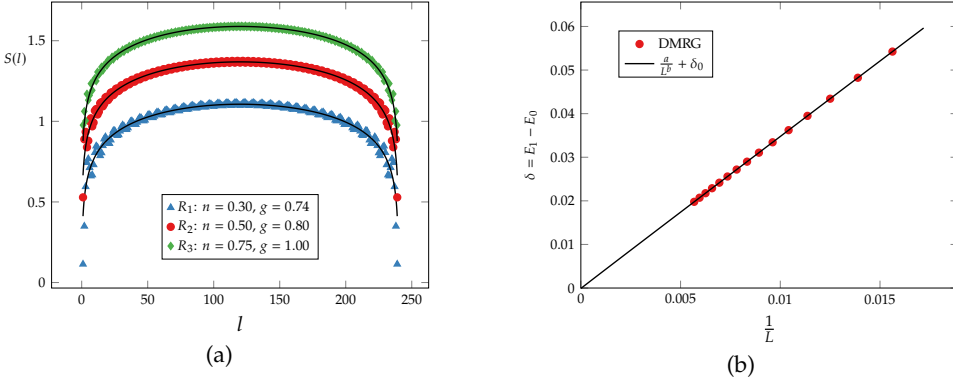 S(l)
1.5
1
0.5
0
R₁: n = 0.30, g = 0.74
R₂: n = 0.50, g = 0.80
R₃: n = 0.75, g = 1.00
0 50 100 150 200 250
l
(a)
δ = E₁ − E₀
0.06
0.05
0.04
0.03
0.02
0.01
0
DMRG
a/L^b + δ₀
0 0.005 0.01 0.015
1/L
(b)